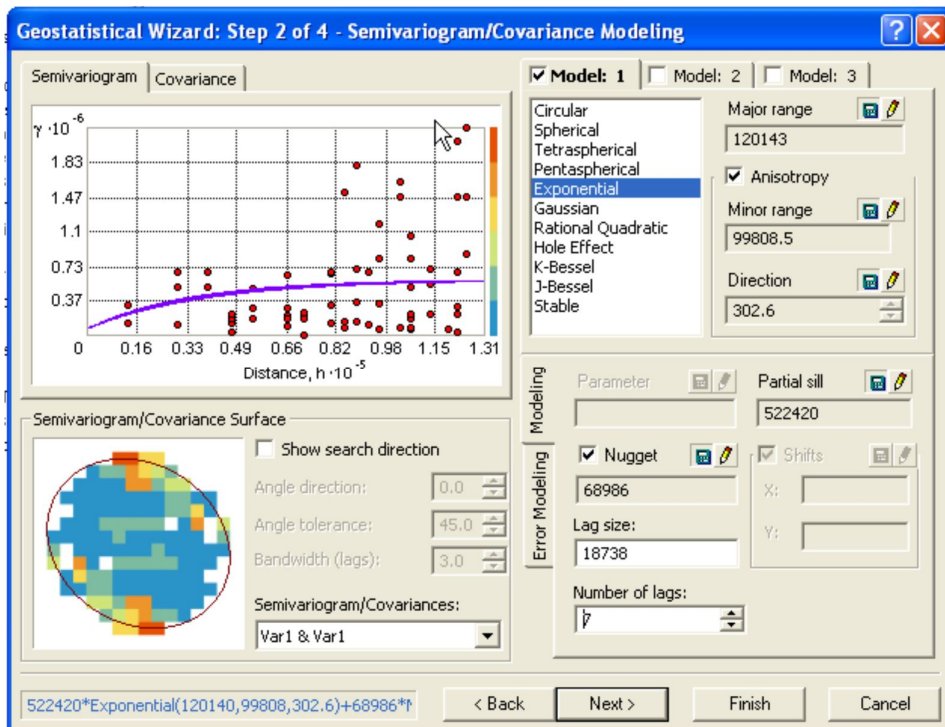 Geostatistical Wizard: Step 2 of 4 - Semivariogram/Covariance Modeling
Semivariogram
Covariance
γ·10⁻⁶
1.83
1.47
1.1
0.73
0.37
0 0.16 0.33 0.49 0.66 0.82 0.98 1.15 1.31
Distance, h·10⁻⁵
Semivariogram/Covariance Surface
Show search direction
Angle direction: 0.0
Angle tolerance: 45.0
Bandwidth (lags): 3.0
Semivariogram/Covariances:
Var1 & Var1
Model: 1
Model: 2
Model: 3
Circular
Spherical
Tetraspherical
Pentaspherical
Exponential
Gaussian
Rational Quadratic
Hole Effect
K-Bessel
J-Bessel
Stable
Major range
120143
Anisotropy
Minor range
99808.5
Direction
302.6
Modeling
Error Modeling
Parameter
Partial sill
522420
Nugget
68986
Shifts
X:
Y:
Lag size:
18738
Number of lags:
7
522420*Exponential(120140,99808,302.6)+68986*
< Back
Next >
Finish
Cancel